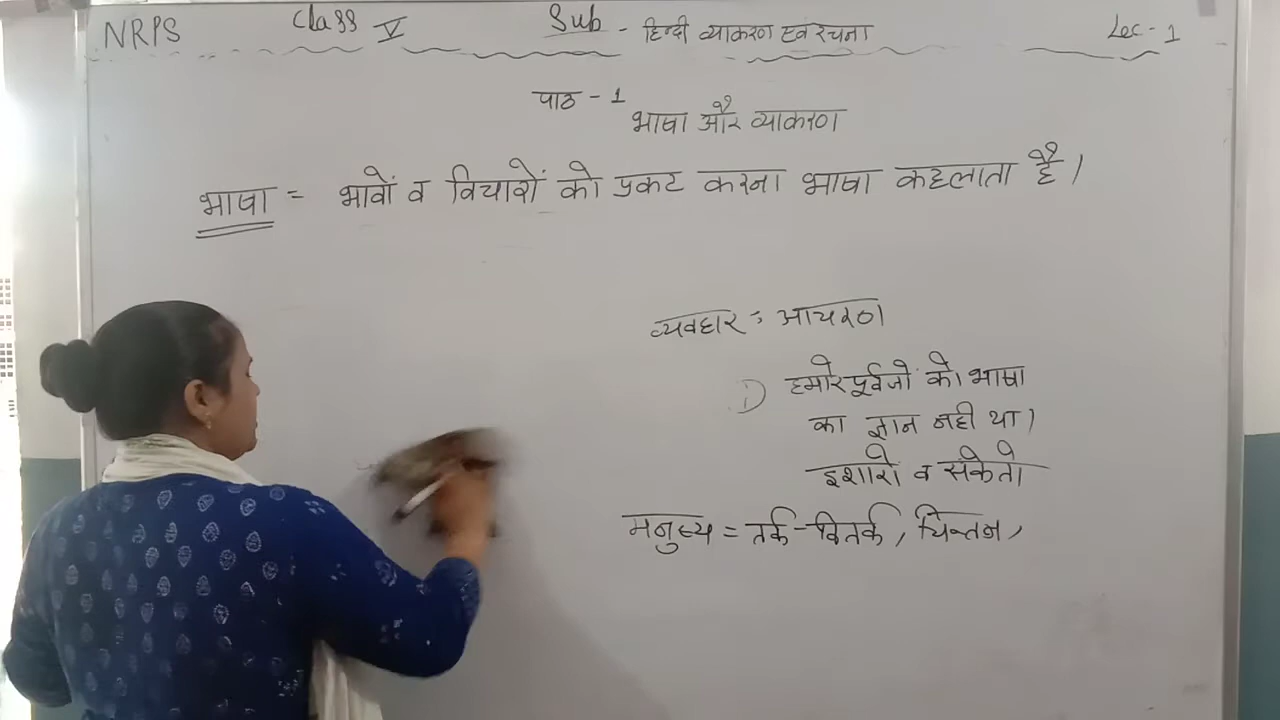 NRPS Class V Sub - हिन्दी व्याकरण एवं रचना Lec - 1
पाठ - 1
भाषा और व्याकरण
भाषा = भावों व विचारों को प्रकट करना भाषा कहलाता है।
व्यवहार = आचरण
1) हमारे पूर्वजों को भाषा
का ज्ञान नही था।
इशारो व संकेतो
मनुष्य = तर्क-वितर्क, चिन्तन,